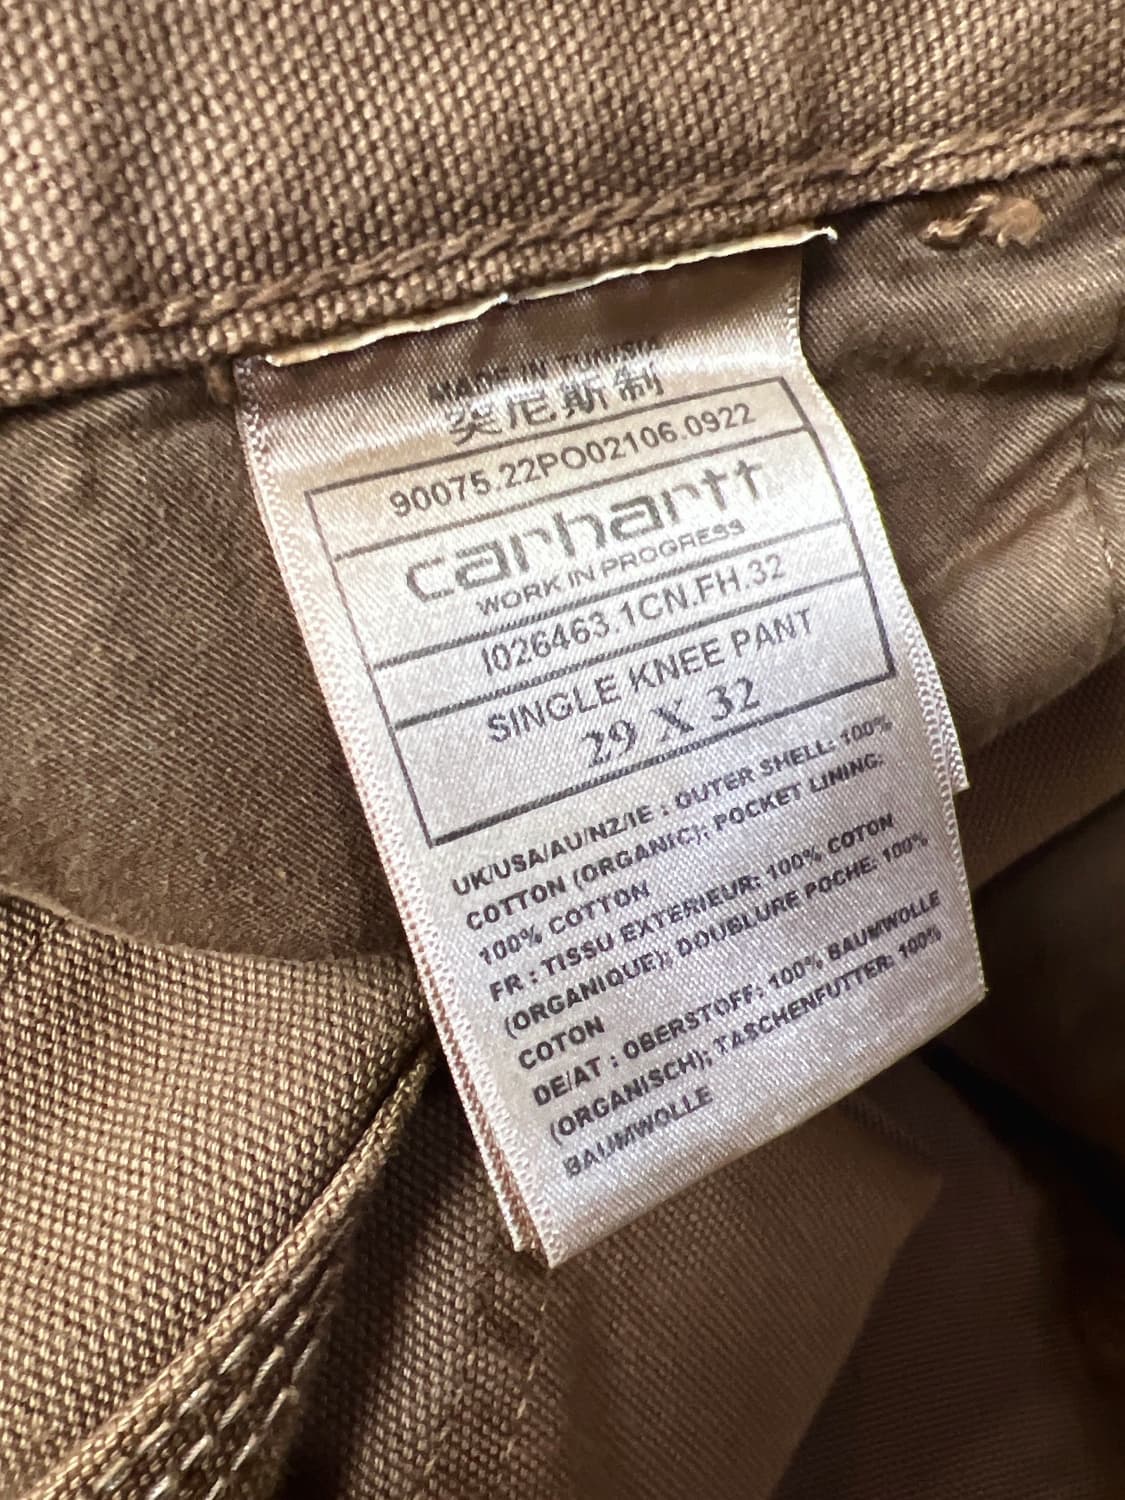 MADE IN TUNISIA
突尼斯制
90075.22PO02106.0922
carhartt
WORK IN PROGRESS
I026463.1CN.FH.32
SINGLE KNEE PANT
29 X 32
UK/USA/AU/NZ/IE : OUTER SHELL: 100%
COTTON (ORGANIC); POCKET LINING:
100% COTTON
FR : TISSU EXTERIEUR: 100% COTON
(ORGANIQUE); DOUBLURE POCHE: 100%
COTON
DE/AT : OBERSTOFF: 100% BAUMWOLLE
(ORGANISCH); TASCHENFUTTER: 100%
BAUMWOLLE